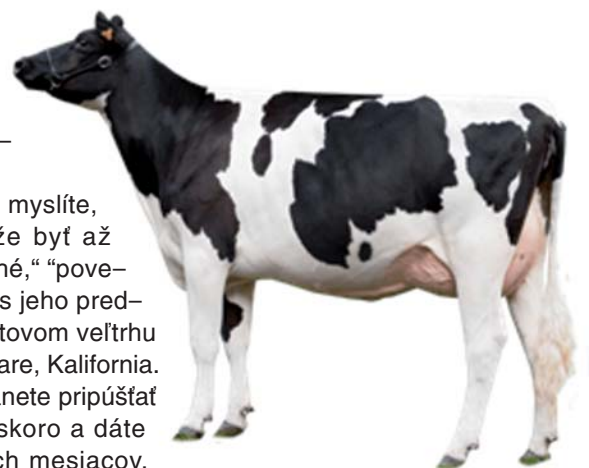 –
myslíte,
že byť až
né,“ “pove–
s jeho pred–
tovom veľtrhu
are, Kalifornia.
nete pripúšťať
skoro a dáte
ch mesiacov,